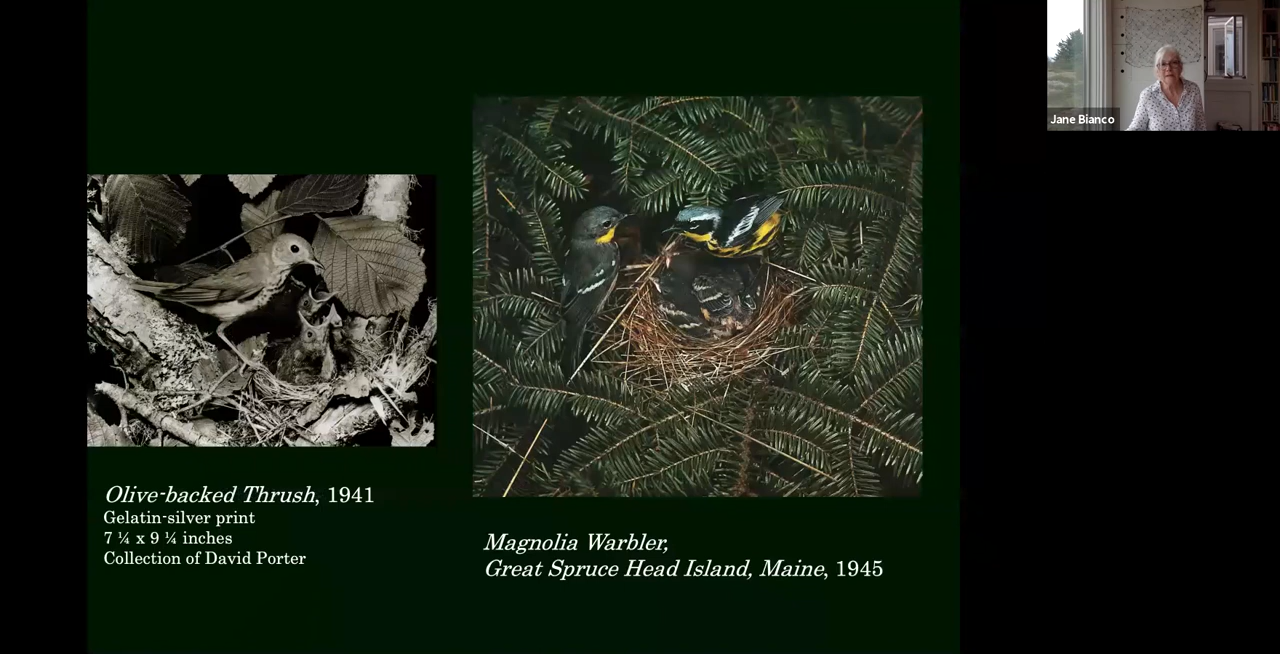 Jane Bianco
Olive-backed Thrush, 1941
Gelatin-silver print
7 ¼ x 9 ¼ inches
Collection of David Porter
Magnolia Warbler,
Great Spruce Head Island, Maine, 1945